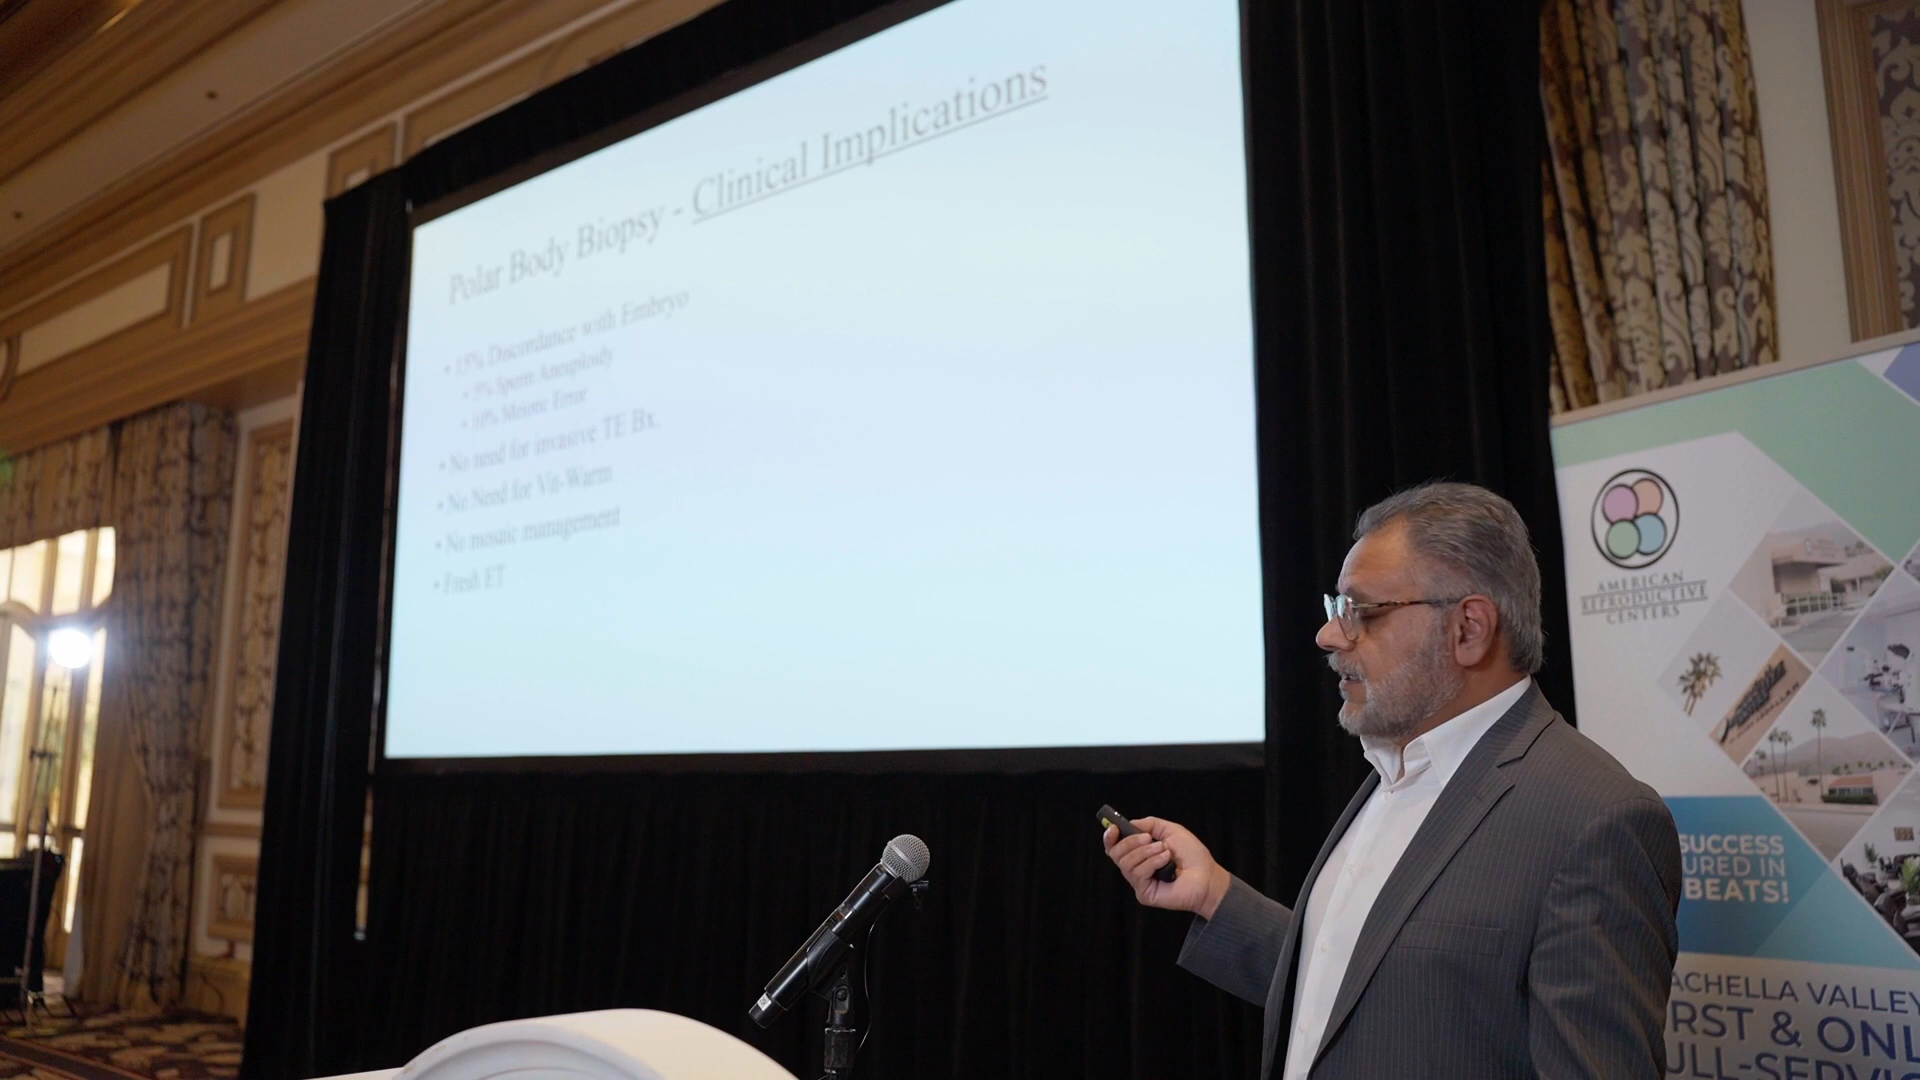 Polar Body Biopsy - Clinical Implications
• 15% Discordance with Embryo
• 5% Sperm Aneuploidy
• 10% Meiotic Error
• No need for invasive TE Bx.
• No Need for Vit-Warm
• No mosaic management
• Fresh ET
AMERICAN
REPRODUCTIVE
CENTERS
SUCCESS
URED IN
BEATS!
ACHELLA VALLEY
RST & ONL
ULL-SERVIC